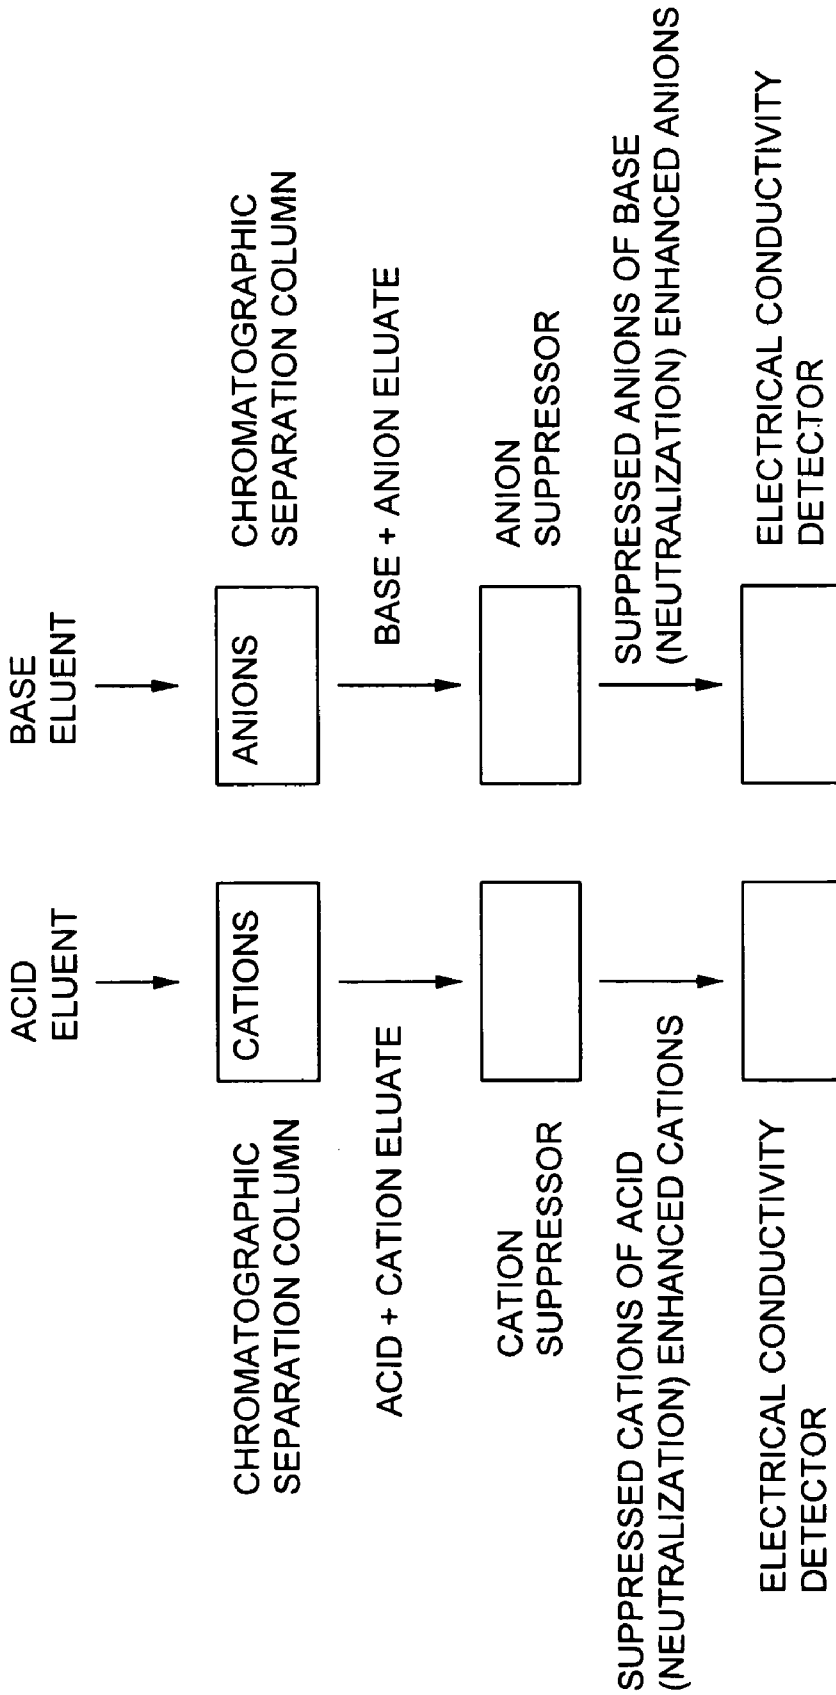 ACID
ELUENT
CHROMATOGRAPHIC
SEPARATION COLUMN
CATIONS
ACID + CATION ELUATE
CATION
SUPPRESSOR
SUPPRESSED CATIONS OF ACID
(NEUTRALIZATION) ENHANCED CATIONS
ELECTRICAL CONDUCTIVITY
DETECTOR
BASE
ELUENT
ANIONS
CHROMATOGRAPHIC
SEPARATION COLUMN
BASE + ANION ELUATE
ANION
SUPPRESSOR
SUPPRESSED ANIONS OF BASE
(NEUTRALIZATION) ENHANCED ANIONS
ELECTRICAL CONDUCTIVITY
DETECTOR